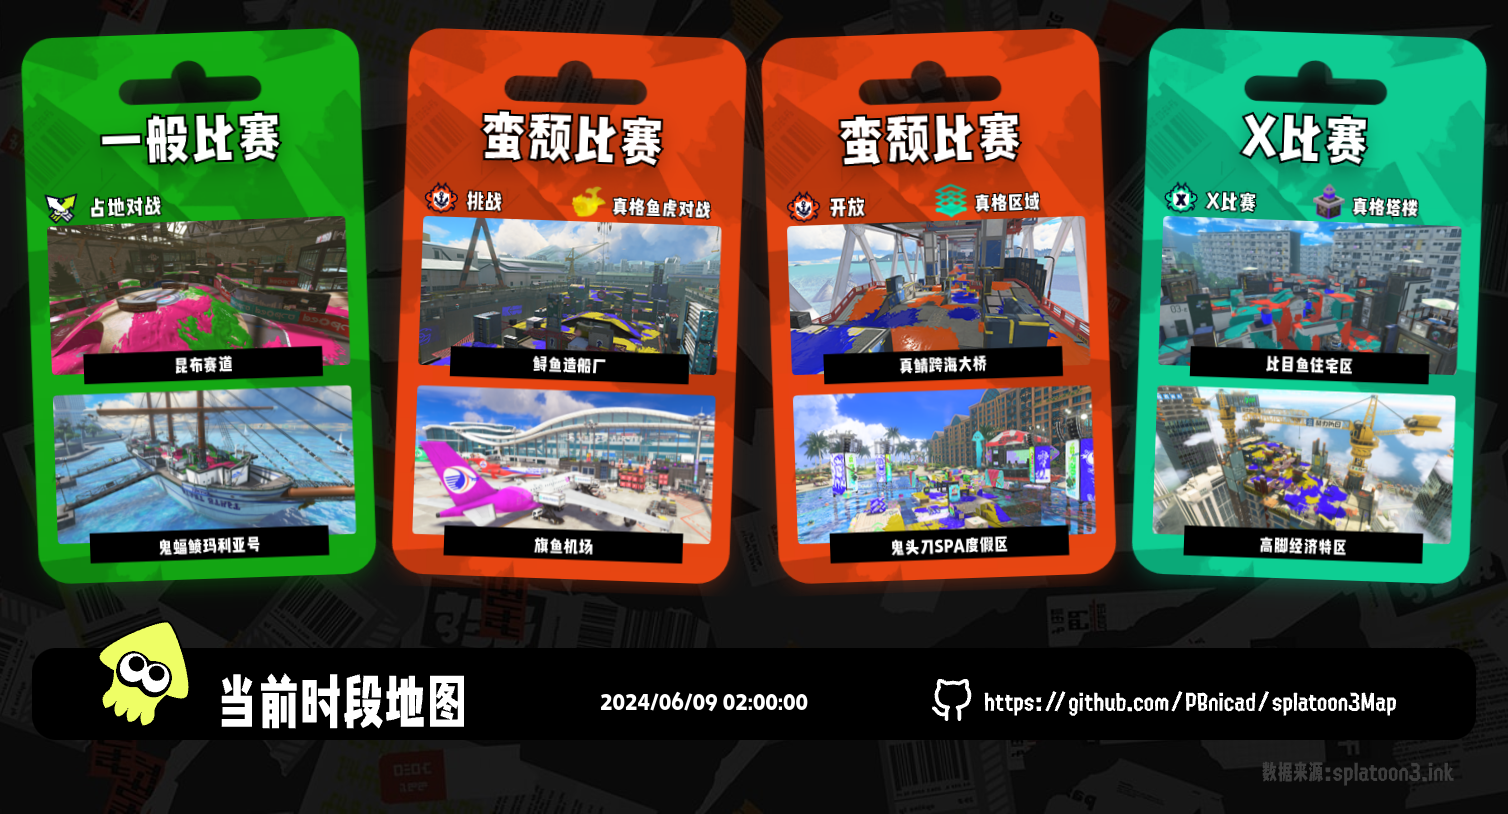 一般比赛
占地对战
昆布赛道
鬼蝠鲼玛利亚号
蛮颓比赛
挑战
真格鱼虎对战
鲟鱼造船厂
旗鱼机场
蛮颓比赛
开放
真格区域
真鲷跨海大桥
鬼头刀SPA度假区
X比赛
X比赛
真格塔楼
比目鱼住宅区
高脚经济特区
当前时段地图
2024/06/09 02:00:00
https://github.com/PBnicad/splatoon3Map
数据来源:splatoon3.ink